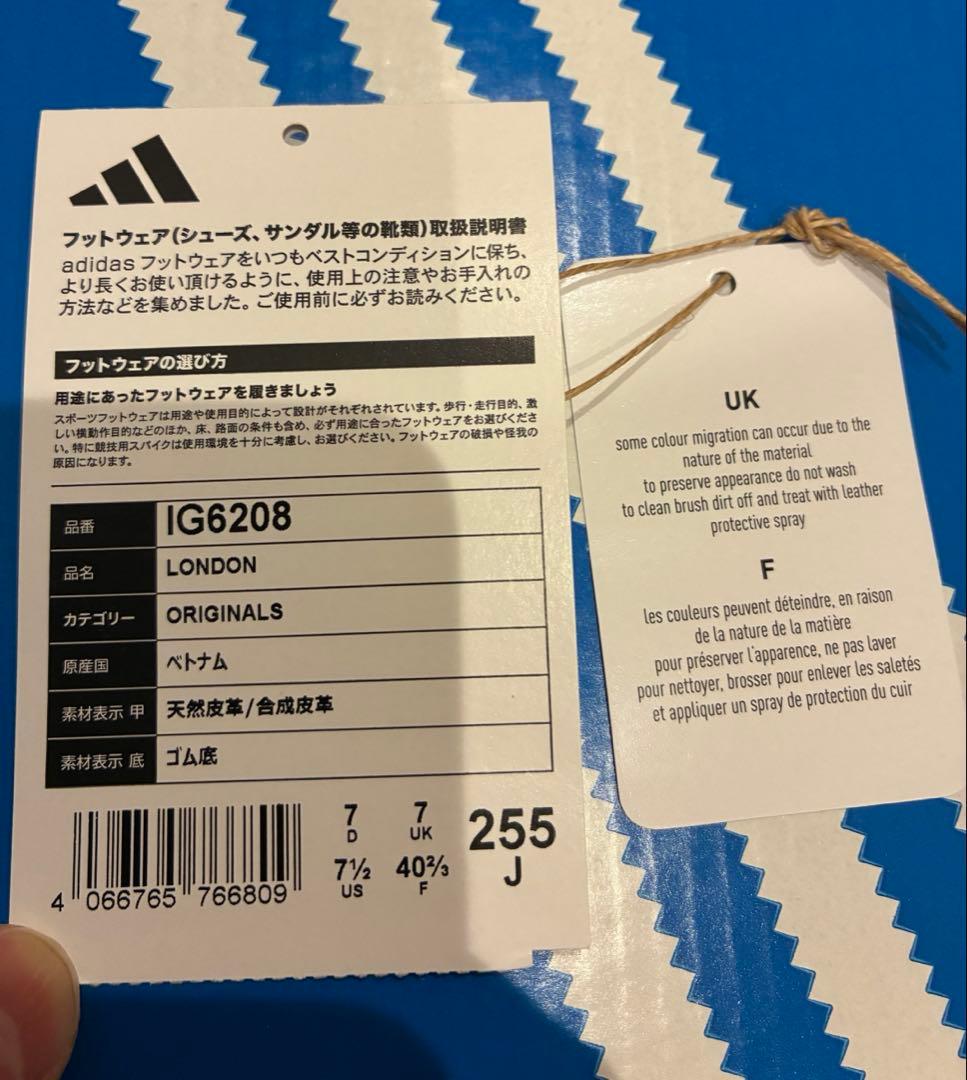 フットウェア(シューズ、サンダル等の靴類)取扱説明書
adidas フットウェアをいつもベストコンディションに保ち、
より長くお使い頂けるように、使用上の注意やお手入れの
方法などを集めました。ご使用前に必ずお読みください。
フットウェアの選び方
用途にあったフットウェアを履きましょう
スポーツフットウェアは用途や使用目的によって設計がそれぞれされています。歩行・走行目的、激
しい横動作目的などのほか、床、路面の条件も含め、必ず用途に合ったフットウェアをお選びくださ
い。特に競技用スパイクは使用環境を十分に考慮し、お選びください。フットウェアの破損や怪我の
原因になります。
品番 IG6208
品名 LONDON
カテゴリー ORIGINALS
原産国 ベトナム
素材表示 甲 天然皮革/合成皮革
素材表示 底 ゴム底
7 7 255
D UK J
7½ 40⅔
US F
4 066765 766809
UK
some colour migration can occur due to the
nature of the material
to preserve appearance do not wash
to clean brush dirt off and treat with leather
protective spray
F
les couleurs peuvent déteindre, en raison
de la nature de la matière
pour préserver l'apparence, ne pas laver
pour nettoyer, brosser pour enlever les saletés
et appliquer un spray de protection du cuir